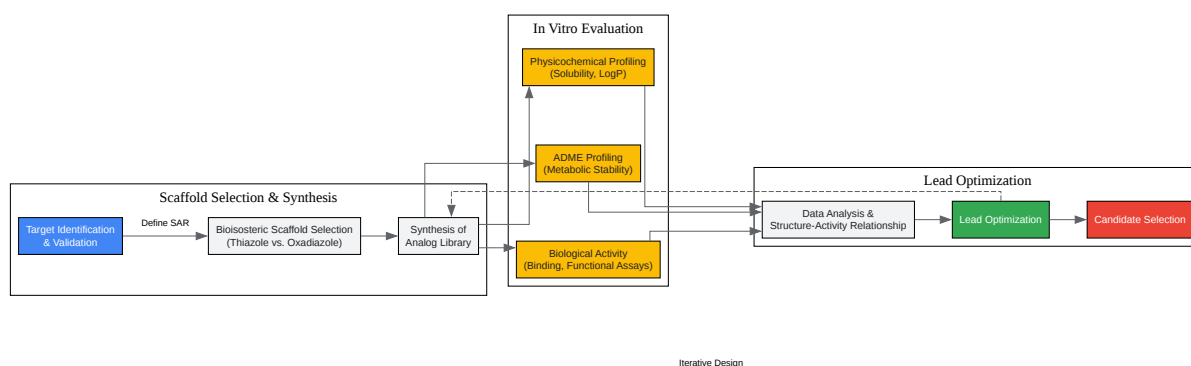 In Vitro Evaluation
Physicochemical Profiling
(Solubility, LogP)
ADME Profiling
(Metabolic Stability)
Biological Activity
(Binding, Functional Assays)
Scaffold Selection & Synthesis
Target Identification
& Validation
Define SAR
Bioisosteric Scaffold Selection
(Thiazole vs. Oxadiazole)
Synthesis of
Analog Library
Lead Optimization
Data Analysis &
Structure-Activity Relationship
Lead Optimization
Candidate Selection
Iterative Design